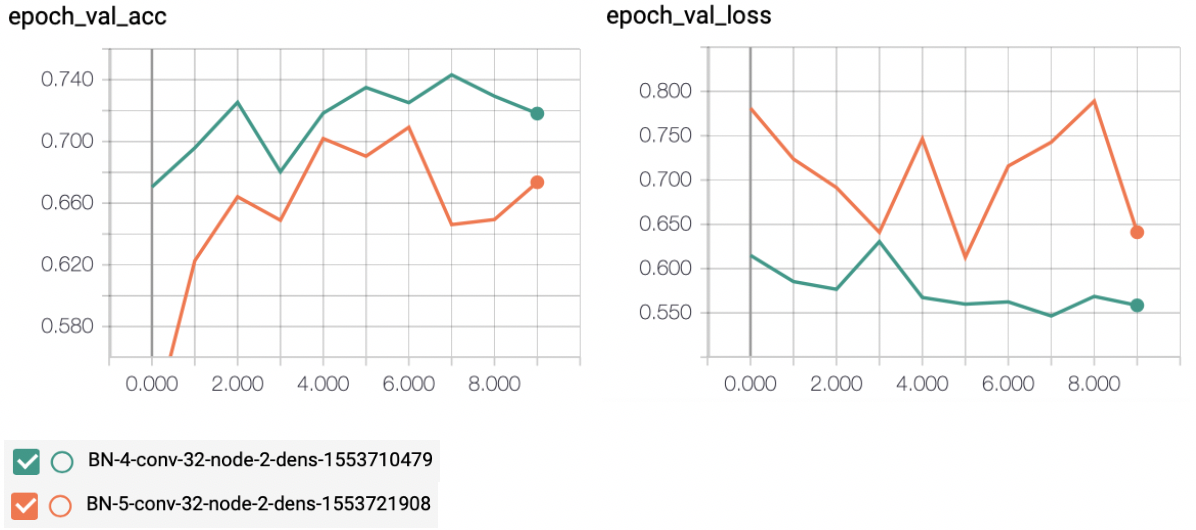 epoch_val_acc
0.740
0.700
0.660
0.620
0.580
0.000 2.000 4.000 6.000 8.000
epoch_val_loss
0.800
0.750
0.700
0.650
0.600
0.550
0.000 2.000 4.000 6.000 8.000
BN-4-conv-32-node-2-dens-1553710479
BN-5-conv-32-node-2-dens-1553721908